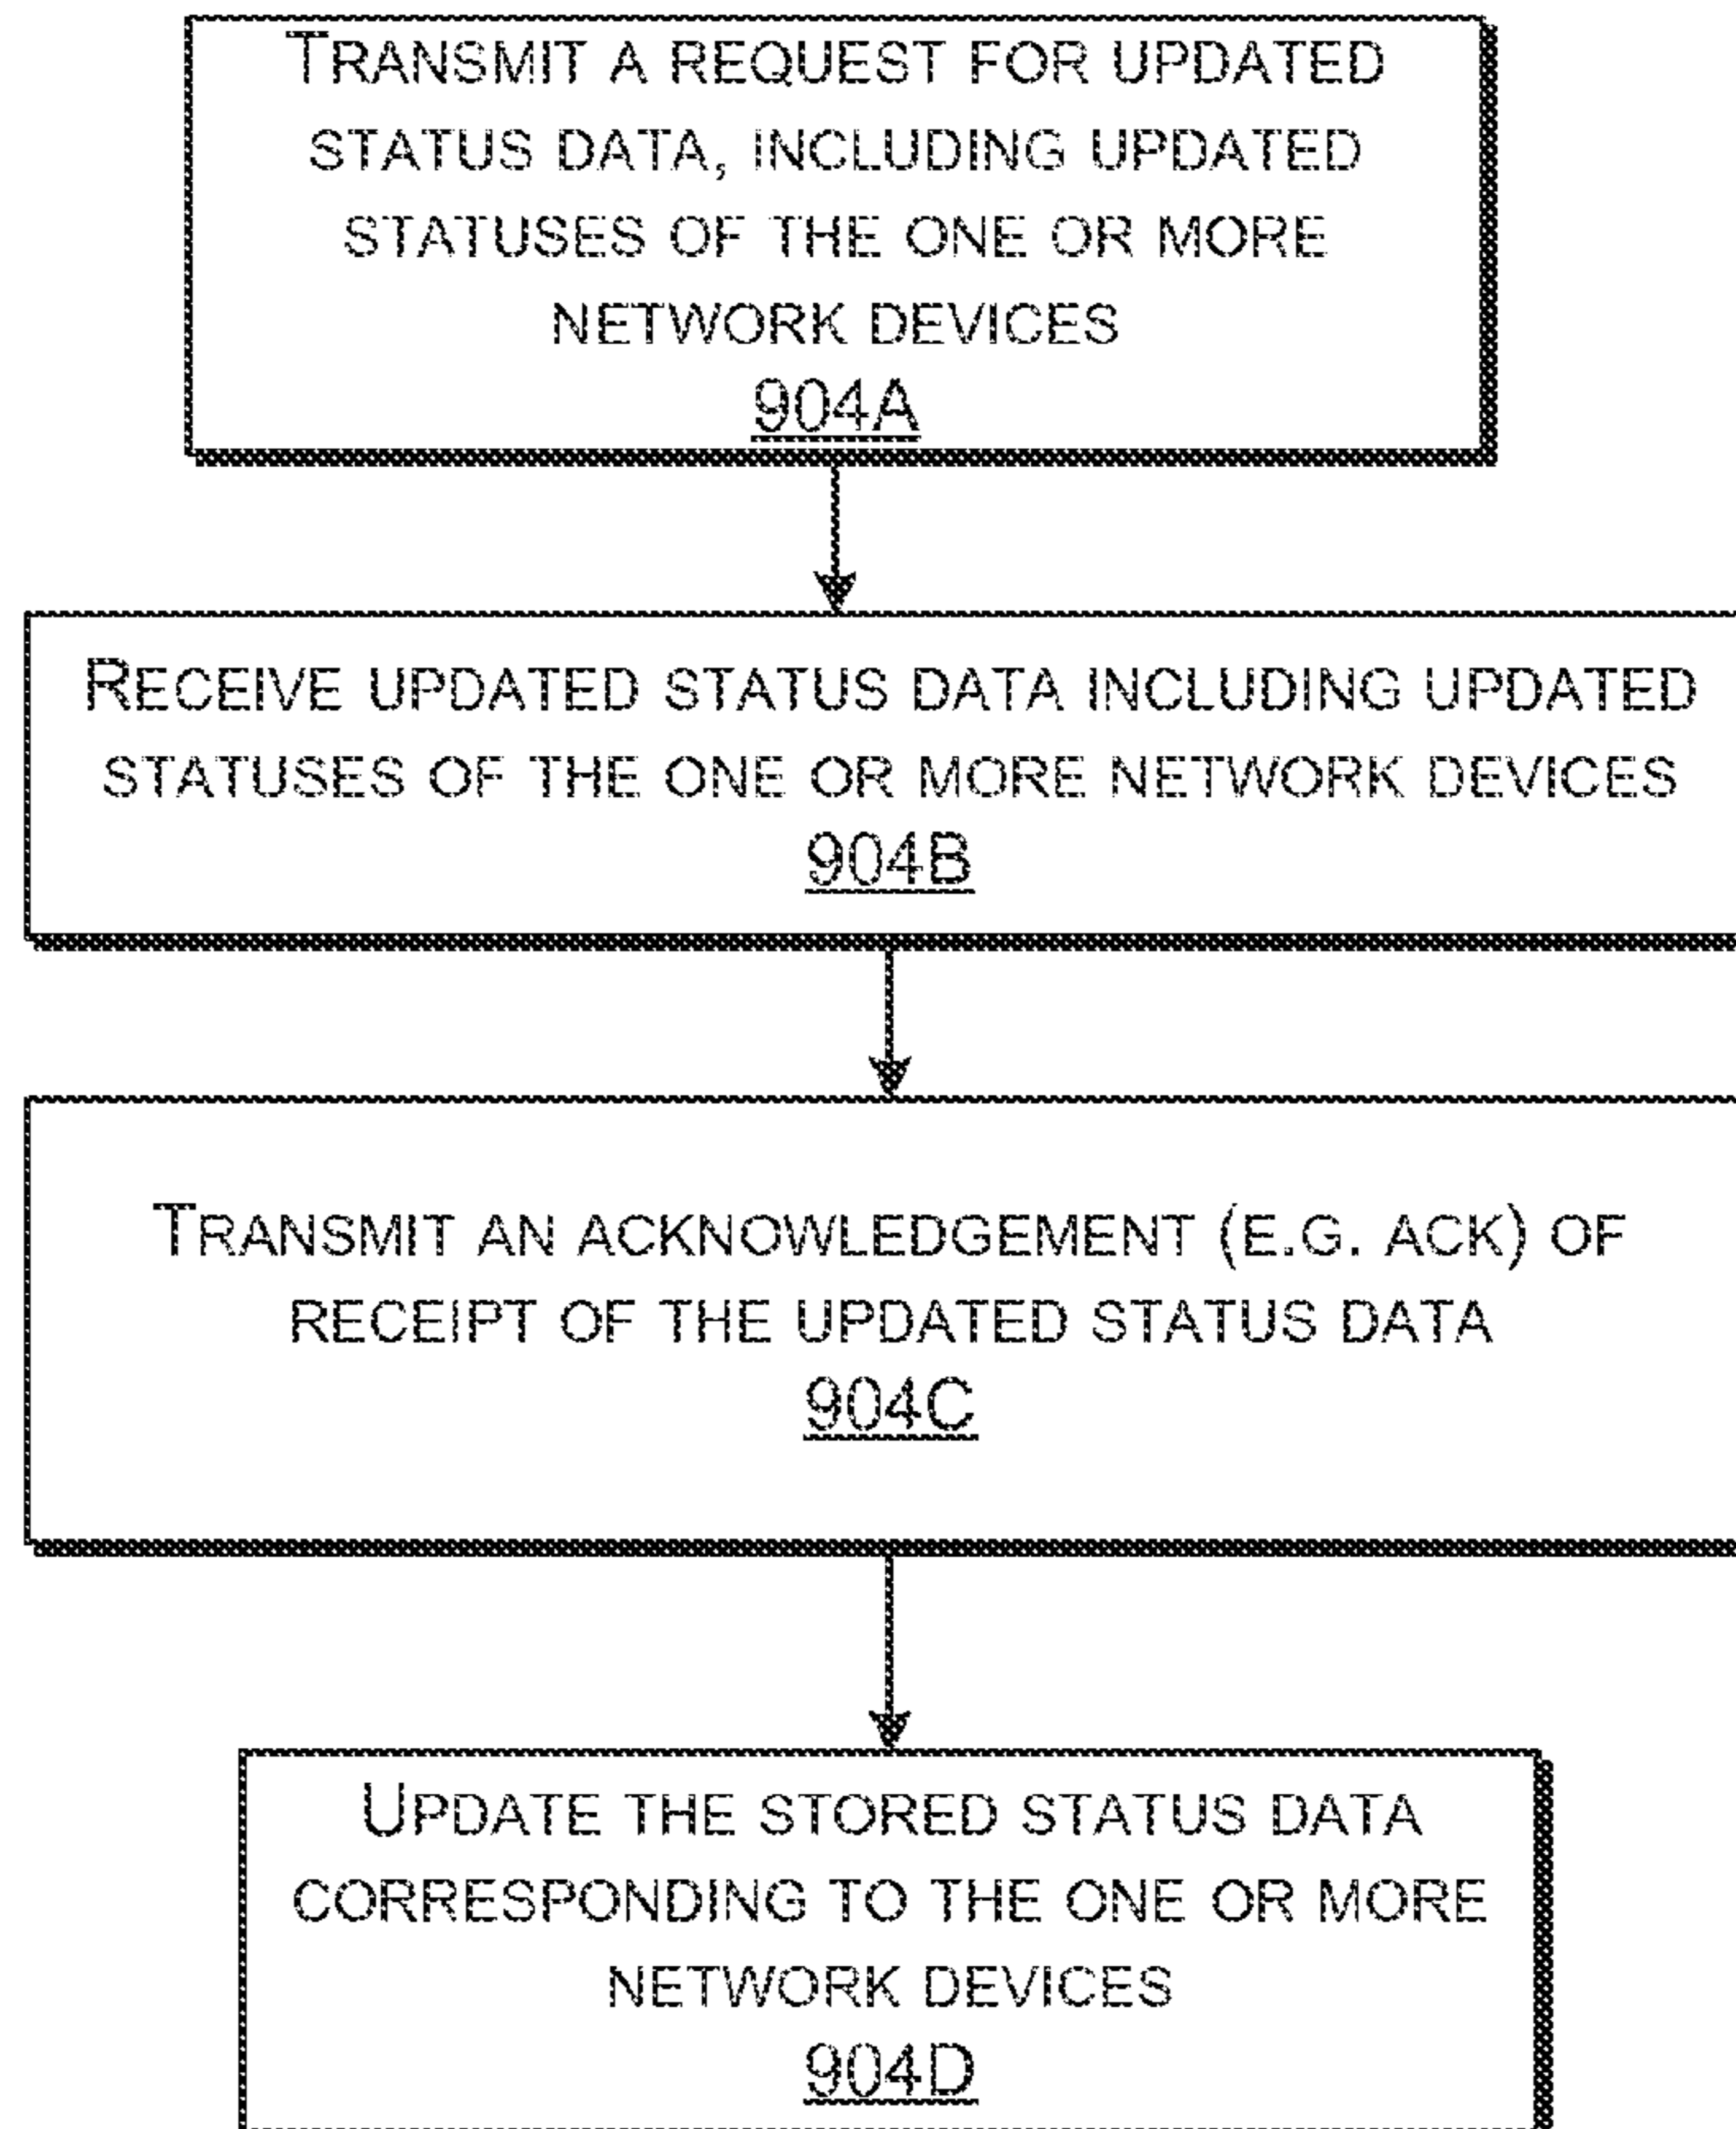 TRANSMIT A REQUEST FOR UPDATED
STATUS DATA, INCLUDING UPDATED
STATUSES OF THE ONE OR MORE
NETWORK DEVICES
904A
RECEIVE UPDATED STATUS DATA INCLUDING UPDATED
STATUSES OF THE ONE OR MORE NETWORK DEVICES
904B
TRANSMIT AN ACKNOWLEDGEMENT (E.G. ACK) OF
RECEIPT OF THE UPDATED STATUS DATA
904C
UPDATE THE STORED STATUS DATA
CORRESPONDING TO THE ONE OR MORE
NETWORK DEVICES
904D